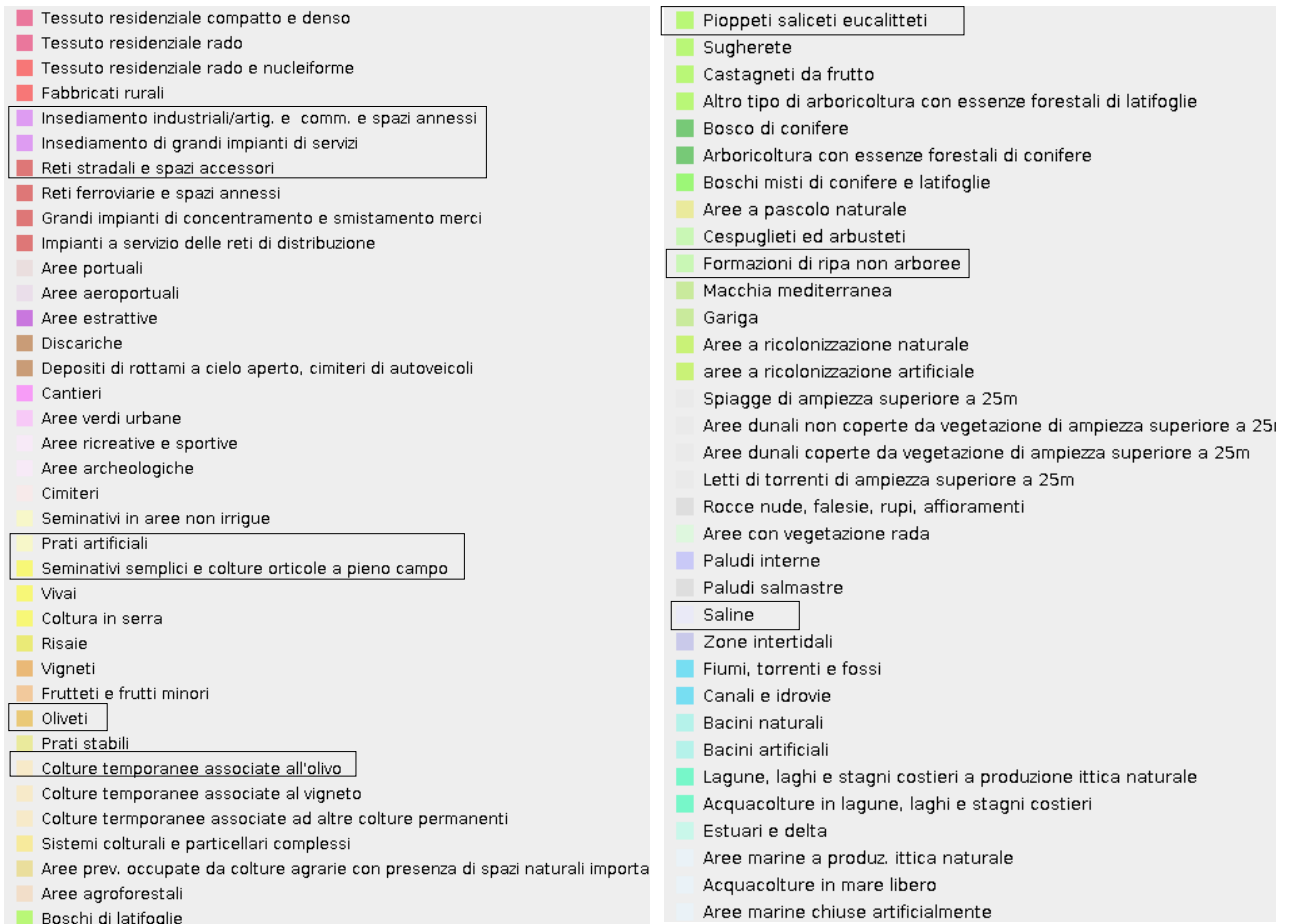 Tessuto residenziale compatto e denso
Tessuto residenziale rado
Tessuto residenziale rado e nucleiforme
Fabbricati rurali
Insediamento industriali/artig. e comm. e spazi annessi
Insediamento di grandi impianti di servizi
Reti stradali e spazi accessori
Reti ferroviarie e spazi annessi
Grandi impianti di concentramento e smistamento merci
Impianti a servizio delle reti di distribuzione
Aree portuali
Aree aeroportuali
Aree estrattive
Discariche
Depositi di rottami a cielo aperto, cimiteri di autoveicoli
Cantieri
Aree verdi urbane
Aree ricreative e sportive
Aree archeologiche
Cimiteri
Seminativi in aree non irrigue
Prati artificiali
Seminativi semplici e colture orticole a pieno campo
Vivai
Coltura in serra
Risaie
Vigneti
Frutteti e frutti minori
Oliveti
Prati stabili
Colture temporanee associate all'olivo
Colture temporanee associate al vigneto
Colture termporanee associate ad altre colture permanenti
Sistemi colturali e particellari complessi
Aree prev. occupate da colture agrarie con presenza di spazi naturali importa
Aree agroforestali
Boschi di latifoglie
Pioppeti saliceti eucalitteti
Sugherete
Castagneti da frutto
Altro tipo di arboricoltura con essenze forestali di latifoglie
Bosco di conifere
Arboricoltura con essenze forestali di conifere
Boschi misti di conifere e latifoglie
Aree a pascolo naturale
Cespuglieti ed arbusteti
Formazioni di ripa non arboree
Macchia mediterranea
Gariga
Aree a ricolonizzazione naturale
aree a ricolonizzazione artificiale
Spiagge di ampiezza superiore a 25m
Aree dunali non coperte da vegetazione di ampiezza superiore a 25m
Aree dunali coperte da vegetazione di ampiezza superiore a 25m
Letti di torrenti di ampiezza superiore a 25m
Rocce nude, falesie, rupi, affioramenti
Aree con vegetazione rada
Paludi interne
Paludi salmastre
Saline
Zone intertidali
Fiumi, torrenti e fossi
Canali e idrovie
Bacini naturali
Bacini artificiali
Lagune, laghi e stagni costieri a produzione ittica naturale
Acquacolture in lagune, laghi e stagni costieri
Estuari e delta
Aree marine a produz. ittica naturale
Acquacolture in mare libero
Aree marine chiuse artificialmente